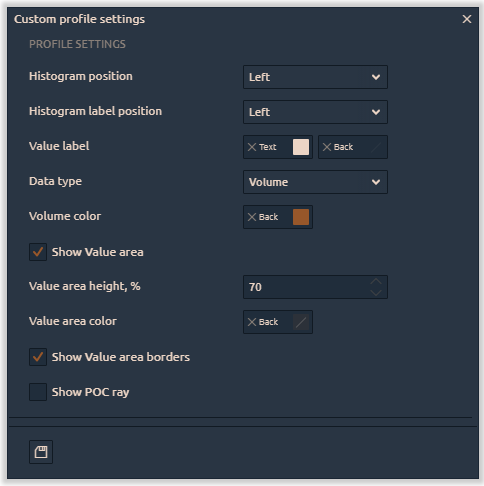 Custom profile settings
PROFILE SETTINGS
Histogram position Left
Histogram label position Left
Value label Text Back
Data type Volume
Volume color Back
Show Value area
Value area height, % 70
Value area color Back
Show Value area borders
Show POC ray